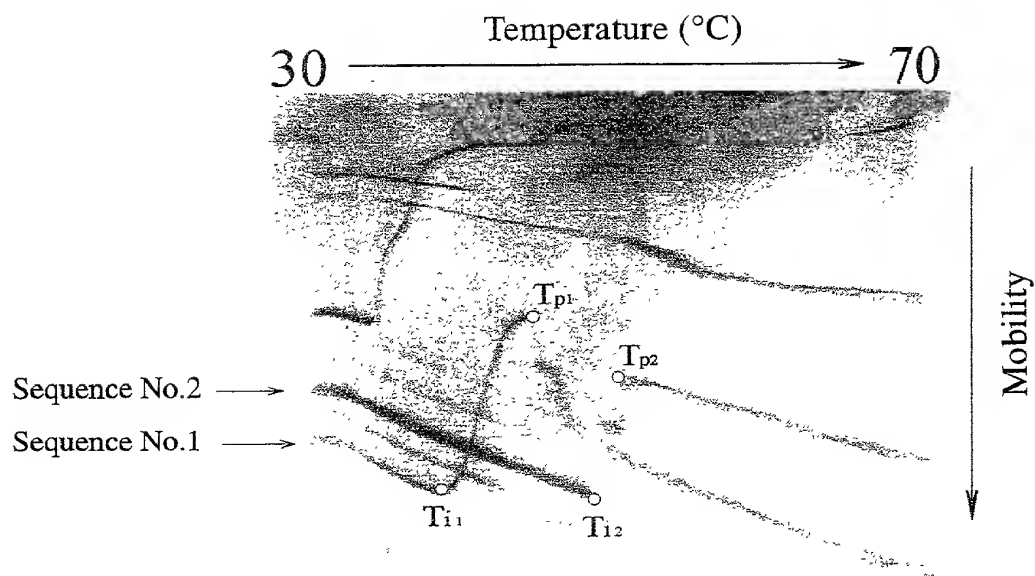 Temperature (°C)
30 70
Tp1
Tp2
Mobility
Sequence No.2
Sequence No.1
Ti1
Ti2